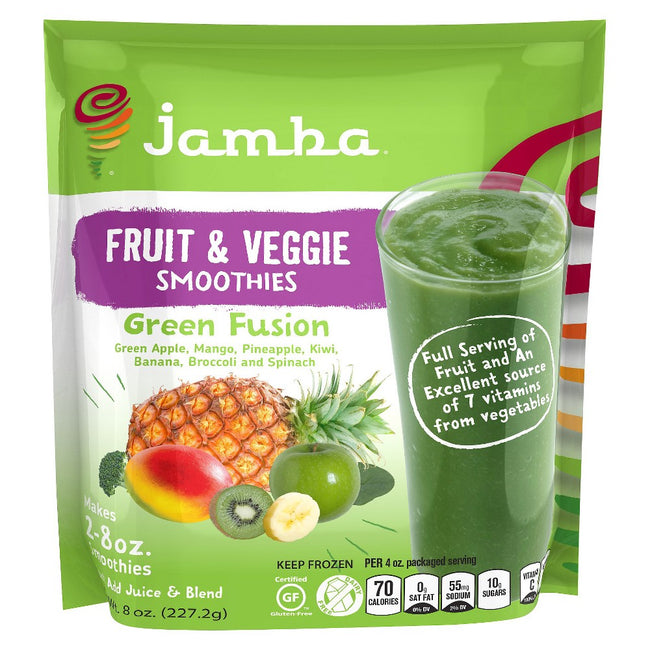 jamba
FRUIT & VEGGIE
SMOOTHIES
Green Fusion
Green Apple, Mango, Pineapple, Kiwi,
Banana, Broccoli and Spinach
Full Serving of
Fruit and An
Excellent source
of 7 vitamins
from vegetables
Makes
2-8oz.
Smoothies
Add Juice & Blend
8 oz. (227.2g)
KEEP FROZEN
Certified
GF
Gluten-Free
DAIRY
FREE
PER 4 oz. packaged serving
70
CALORIES
0g
SAT FAT
0% DV
55mg
SODIUM
2% DV
10g
SUGARS
C